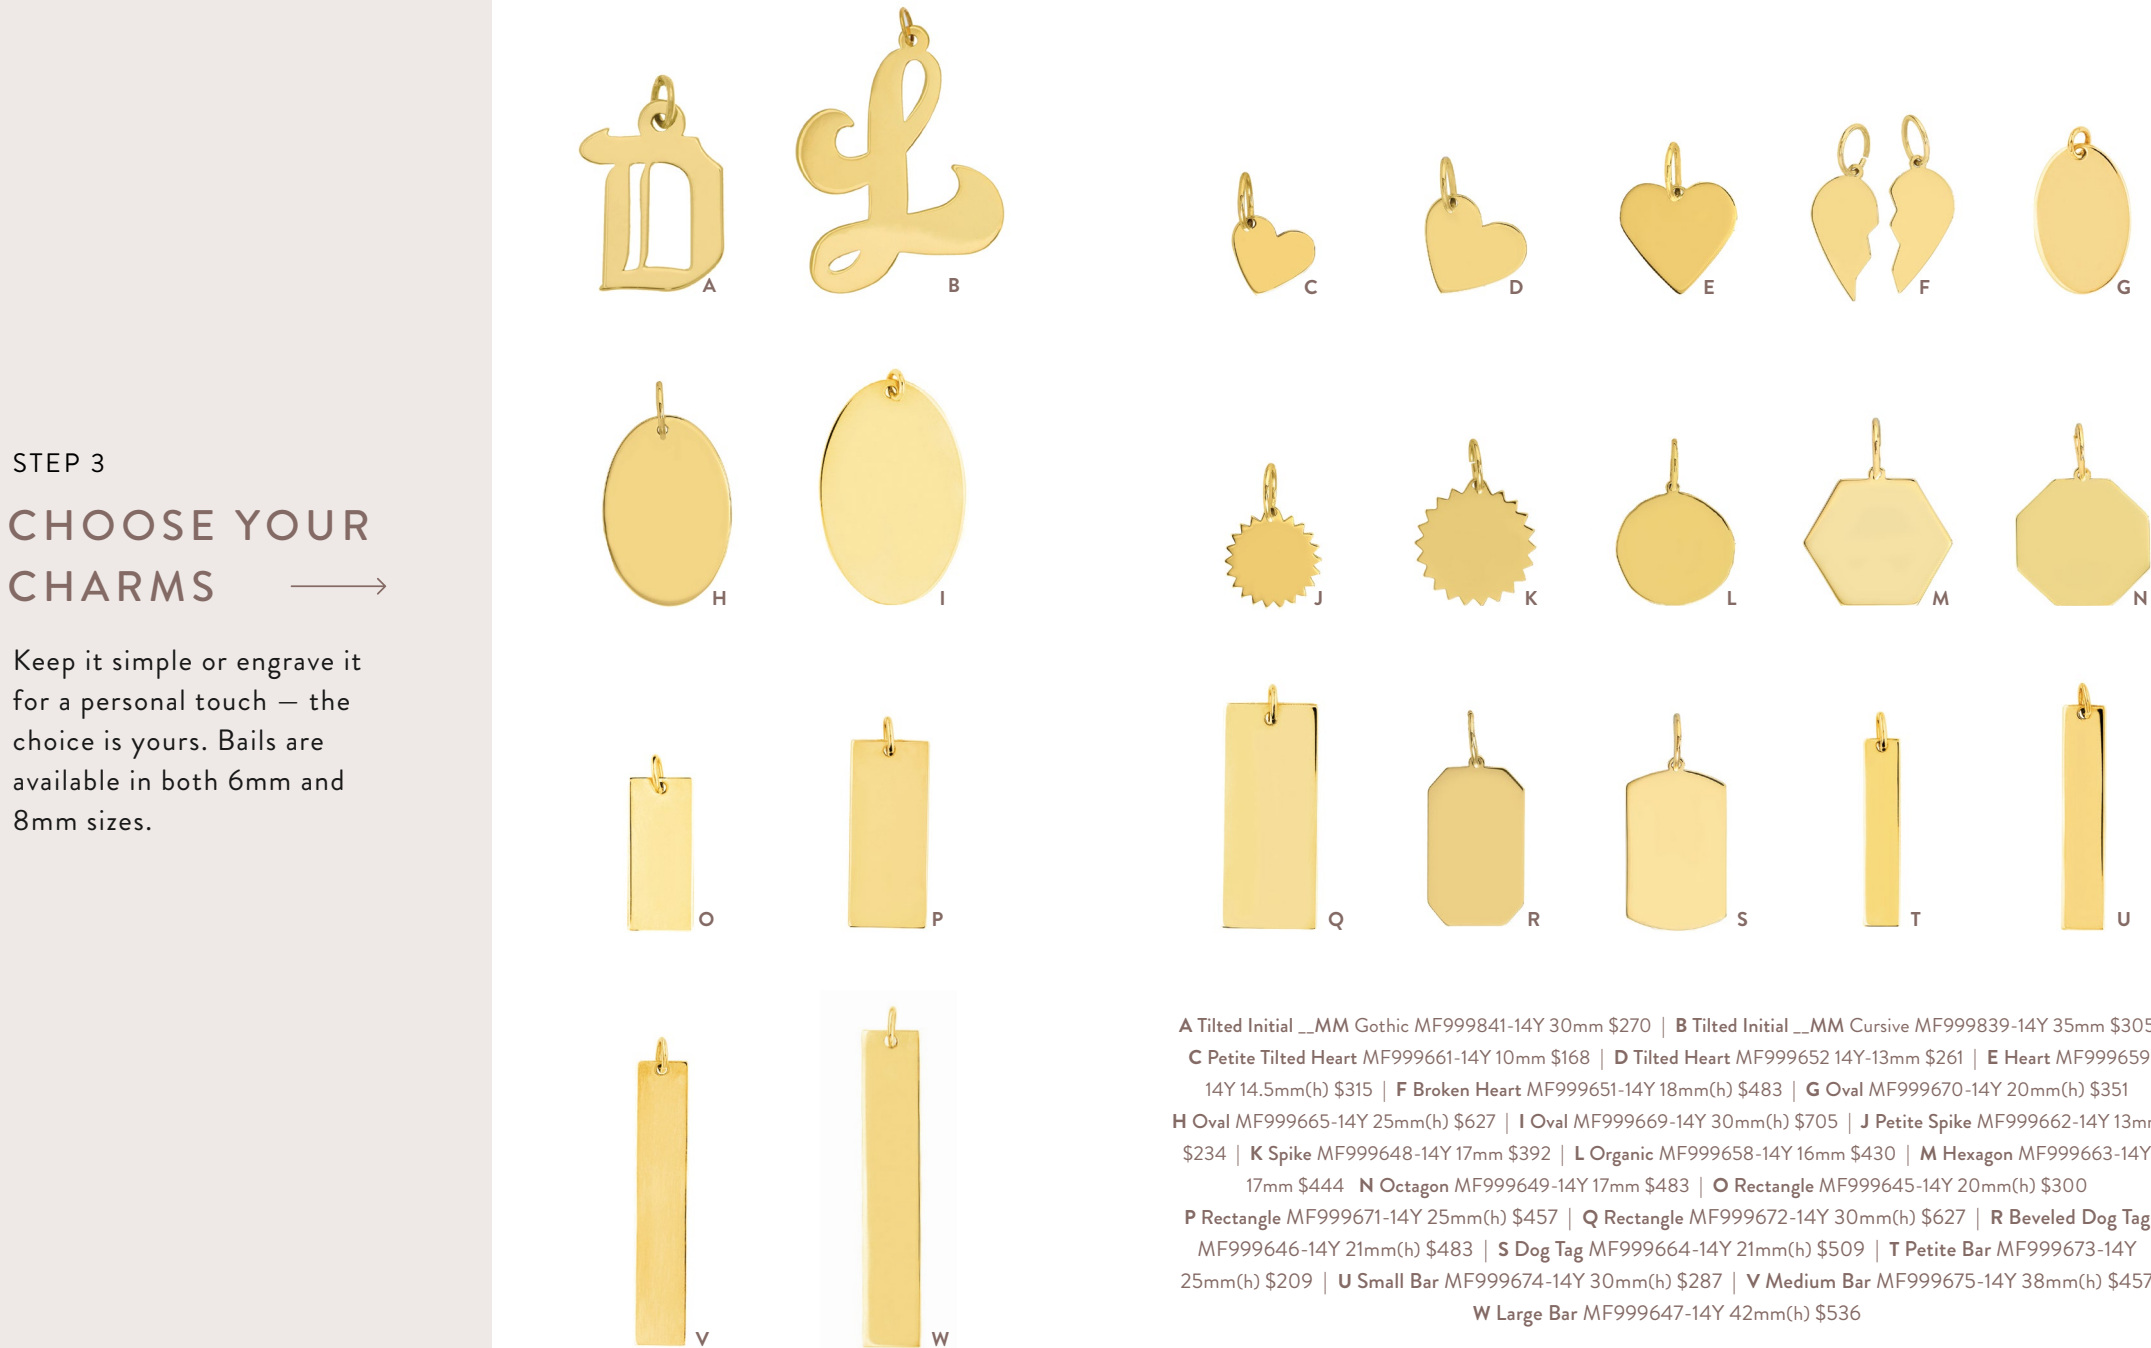 A
B
C
D
E
F
G
H
I
J
K
L
M
N
STEP 3
CHOOSE YOUR
CHARMS
Keep it simple or engrave it
for a personal touch — the
choice is yours. Bails are
available in both 6mm and
8mm sizes.
O
P
Q
R
S
T
U
V
W
A Tilted Initial __MM Gothic MF999841-14Y 30mm $270 | B Tilted Initial __MM Cursive MF999839-14Y 35mm $305
C Petite Tilted Heart MF999661-14Y 10mm $168 | D Tilted Heart MF999652 14Y-13mm $261 | E Heart MF999659
14Y 14.5mm(h) $315 | F Broken Heart MF999651-14Y 18mm(h) $483 | G Oval MF999670-14Y 20mm(h) $351
H Oval MF999665-14Y 25mm(h) $627 | I Oval MF999669-14Y 30mm(h) $705 | J Petite Spike MF999662-14Y 13mm
$234 | K Spike MF999648-14Y 17mm $392 | L Organic MF999658-14Y 16mm $430 | M Hexagon MF999663-14Y
17mm $444 N Octagon MF999649-14Y 17mm $483 | O Rectangle MF999645-14Y 20mm(h) $300
P Rectangle MF999671-14Y 25mm(h) $457 | Q Rectangle MF999672-14Y 30mm(h) $627 | R Beveled Dog Tag
MF999646-14Y 21mm(h) $483 | S Dog Tag MF999664-14Y 21mm(h) $509 | T Petite Bar MF999673-14Y
25mm(h) $209 | U Small Bar MF999674-14Y 30mm(h) $287 | V Medium Bar MF999675-14Y 38mm(h) $457
W Large Bar MF999647-14Y 42mm(h) $536